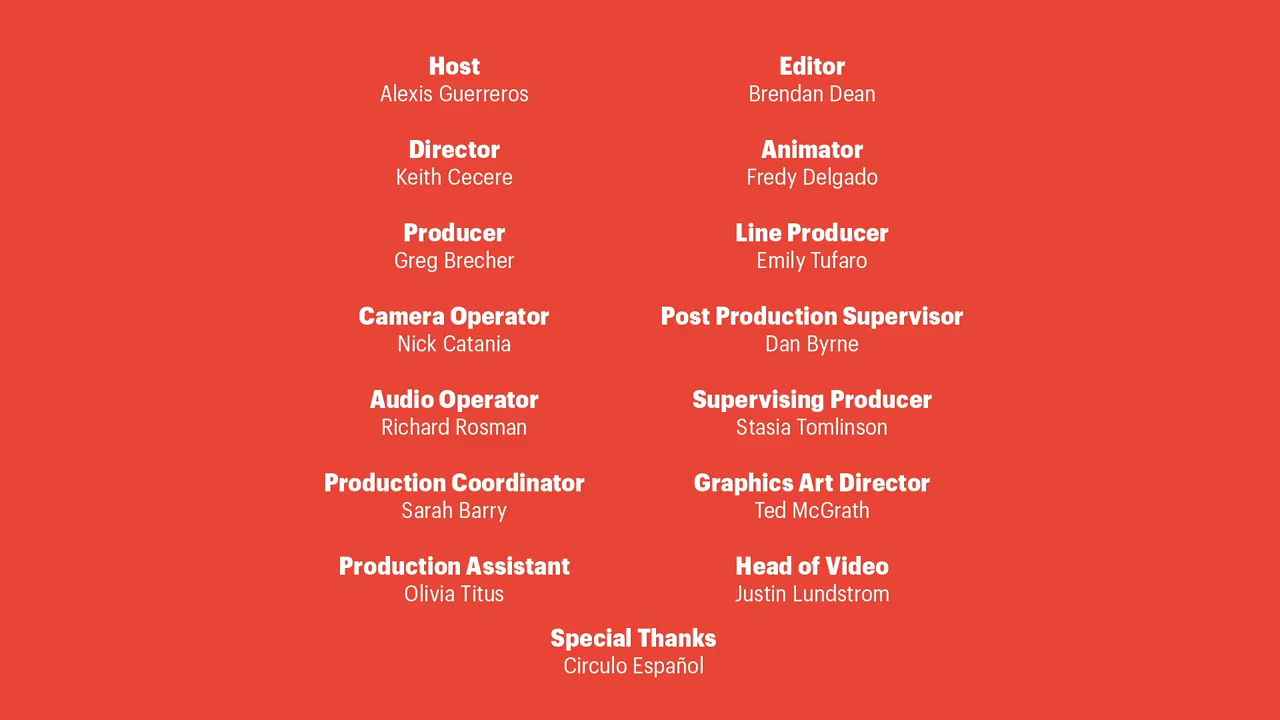 Host
Alexis Guerreros
Director
Keith Cecere
Producer
Greg Brecher
Camera Operator
Nick Catania
Audio Operator
Richard Rosman
Production Coordinator
Sarah Barry
Production Assistant
Olivia Titus
Editor
Brendan Dean
Animator
Fredy Delgado
Line Producer
Emily Tufaro
Post Production Supervisor
Dan Byrne
Supervising Producer
Stasia Tomlinson
Graphics Art Director
Ted McGrath
Head of Video
Justin Lundstrom
Special Thanks
Circulo Español